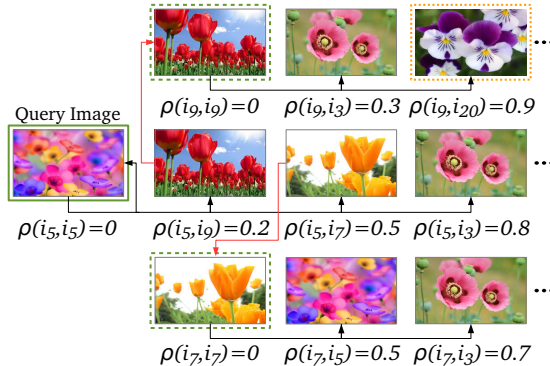 ρ(i₉,i₉)=0 ρ(i₉,i₃)=0.3 ρ(i₉,i₂₀)=0.9
Query Image
ρ(i₅,i₅)=0 ρ(i₅,i₉)=0.2 ρ(i₅,i₇)=0.5 ρ(i₅,i₃)=0.8
ρ(i₇,i₇)=0 ρ(i₇,i₅)=0.5 ρ(i₇,i₃)=0.7